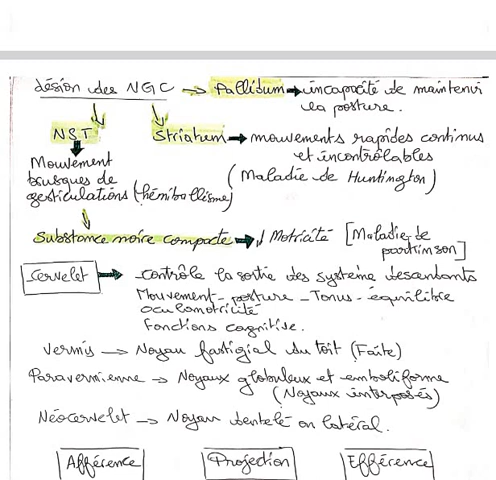 Lésion des NGC → Pallidum → incapacité de maintenir
la posture.
NST Striatum → mouvements rapides continus
et incontrôlables
(Maladie de Huntington)
Mouvement
brusques de
gesticulations (hémiballisme)
Substance noire compacte → ↓ Motricité [Maladie de
parkinson]
Cervelet → contrôle la sortie des système descendants
Mouvement - posture - Tonus - équilibre
oculomotricité
fonctions cognitive.
Vermis → Noyau fastigial du toit (Faîte)
Paravermienne → Noyaux globuleux et emboliforme
(Noyaux interposés)
Néocervelet → Noyau dentelé ou latéral.
Afférence Projection Efférence